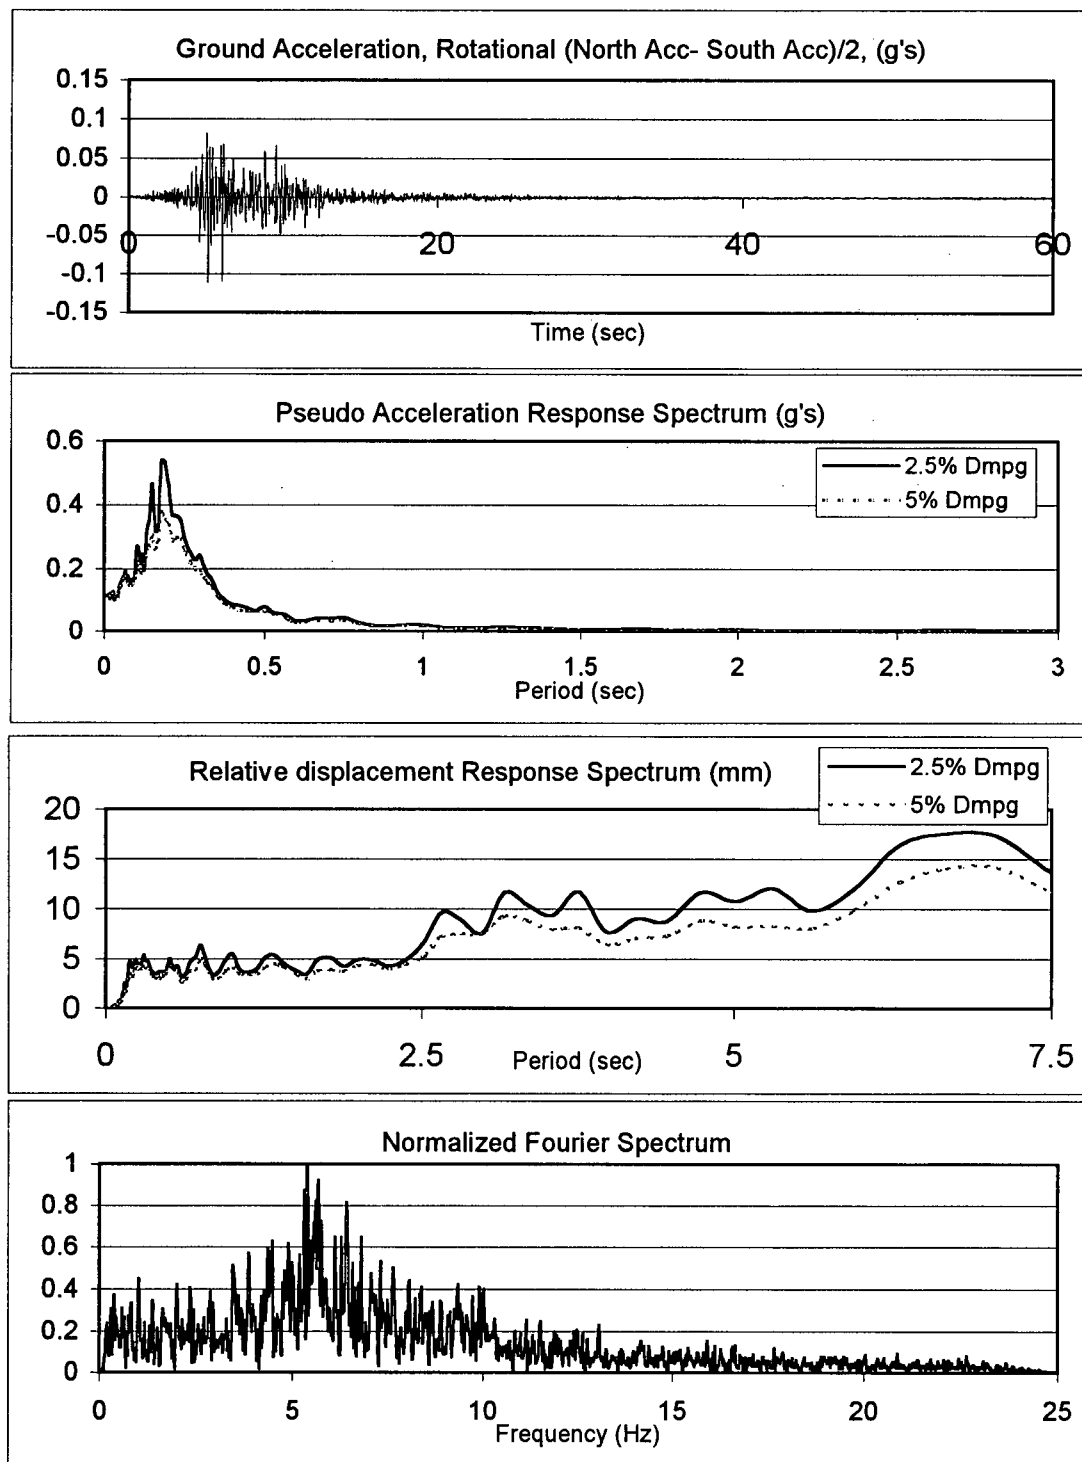 Ground Acceleration, Rotational (North Acc- South Acc)/2, (g's)
0.15
0.1
0.05
0
-0.05
-0.1
-0.15
0 20 40 60
Time (sec)
Pseudo Acceleration Response Spectrum (g's)
0.6
0.4
0.2
0
2.5% Dmpg
5% Dmpg
0 0.5 1 1.5 2 2.5 3
Period (sec)
Relative displacement Response Spectrum (mm)
2.5% Dmpg
5% Dmpg
20
15
10
5
0
0 2.5 5 7.5
Period (sec)
Normalized Fourier Spectrum
1
0.8
0.6
0.4
0.2
0
0 5 10 15 20 25
Frequency (Hz)